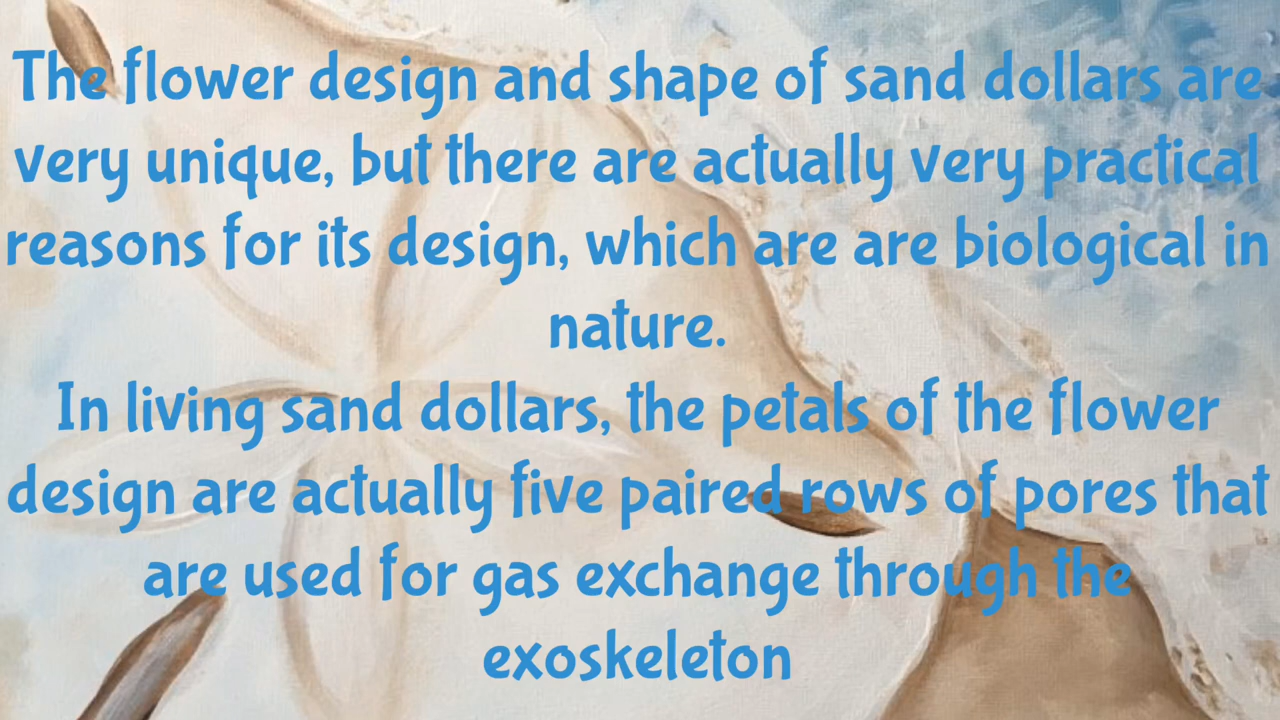 The flower design and shape of sand dollars are
very unique, but there are actually very practical
reasons for its design, which are are biological in
nature.
In living sand dollars, the petals of the flower
design are actually five paired rows of pores that
are used for gas exchange through the
exoskeleton